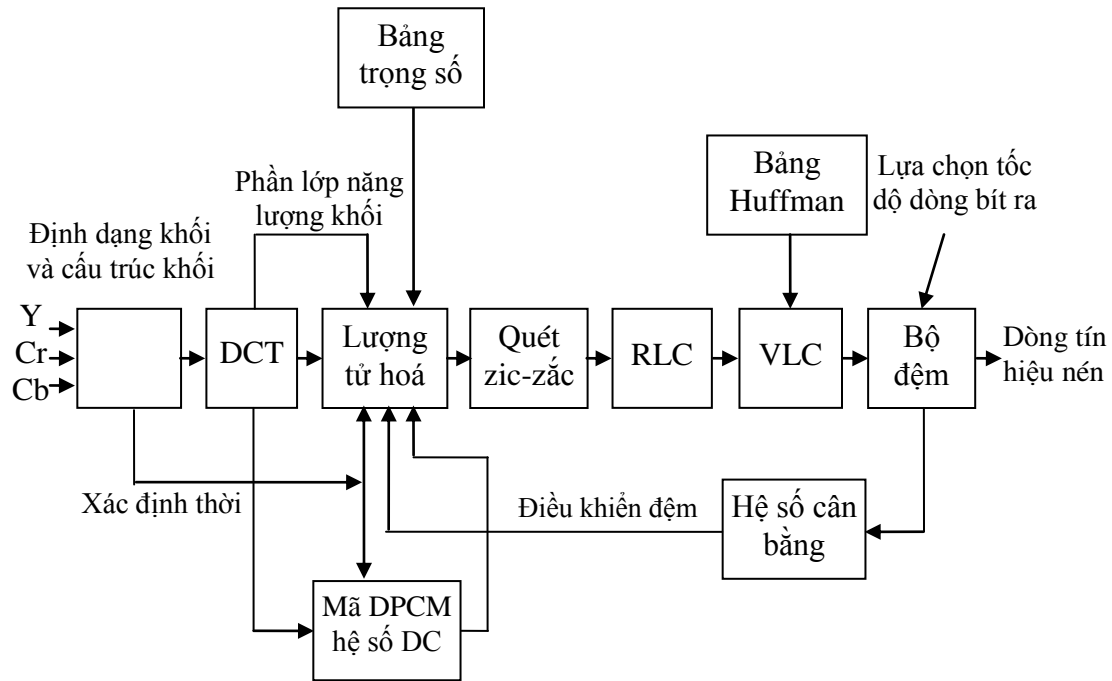 Bảng
trọng số
Bảng
Huffman
Lựa chọn tốc
dộ dòng bít ra
Phần lớp năng
lượng khối
Định dạng khối
và cấu trúc khối
Y
Cr
Cb
DCT
Lượng
tử hoá
Quét
zic-zắc
RLC
VLC
Bộ
đệm
Dòng tín
hiệu nén
Xác định thời
Điều khiển đệm
Hệ số cân
bằng
Mã DPCM
hệ số DC